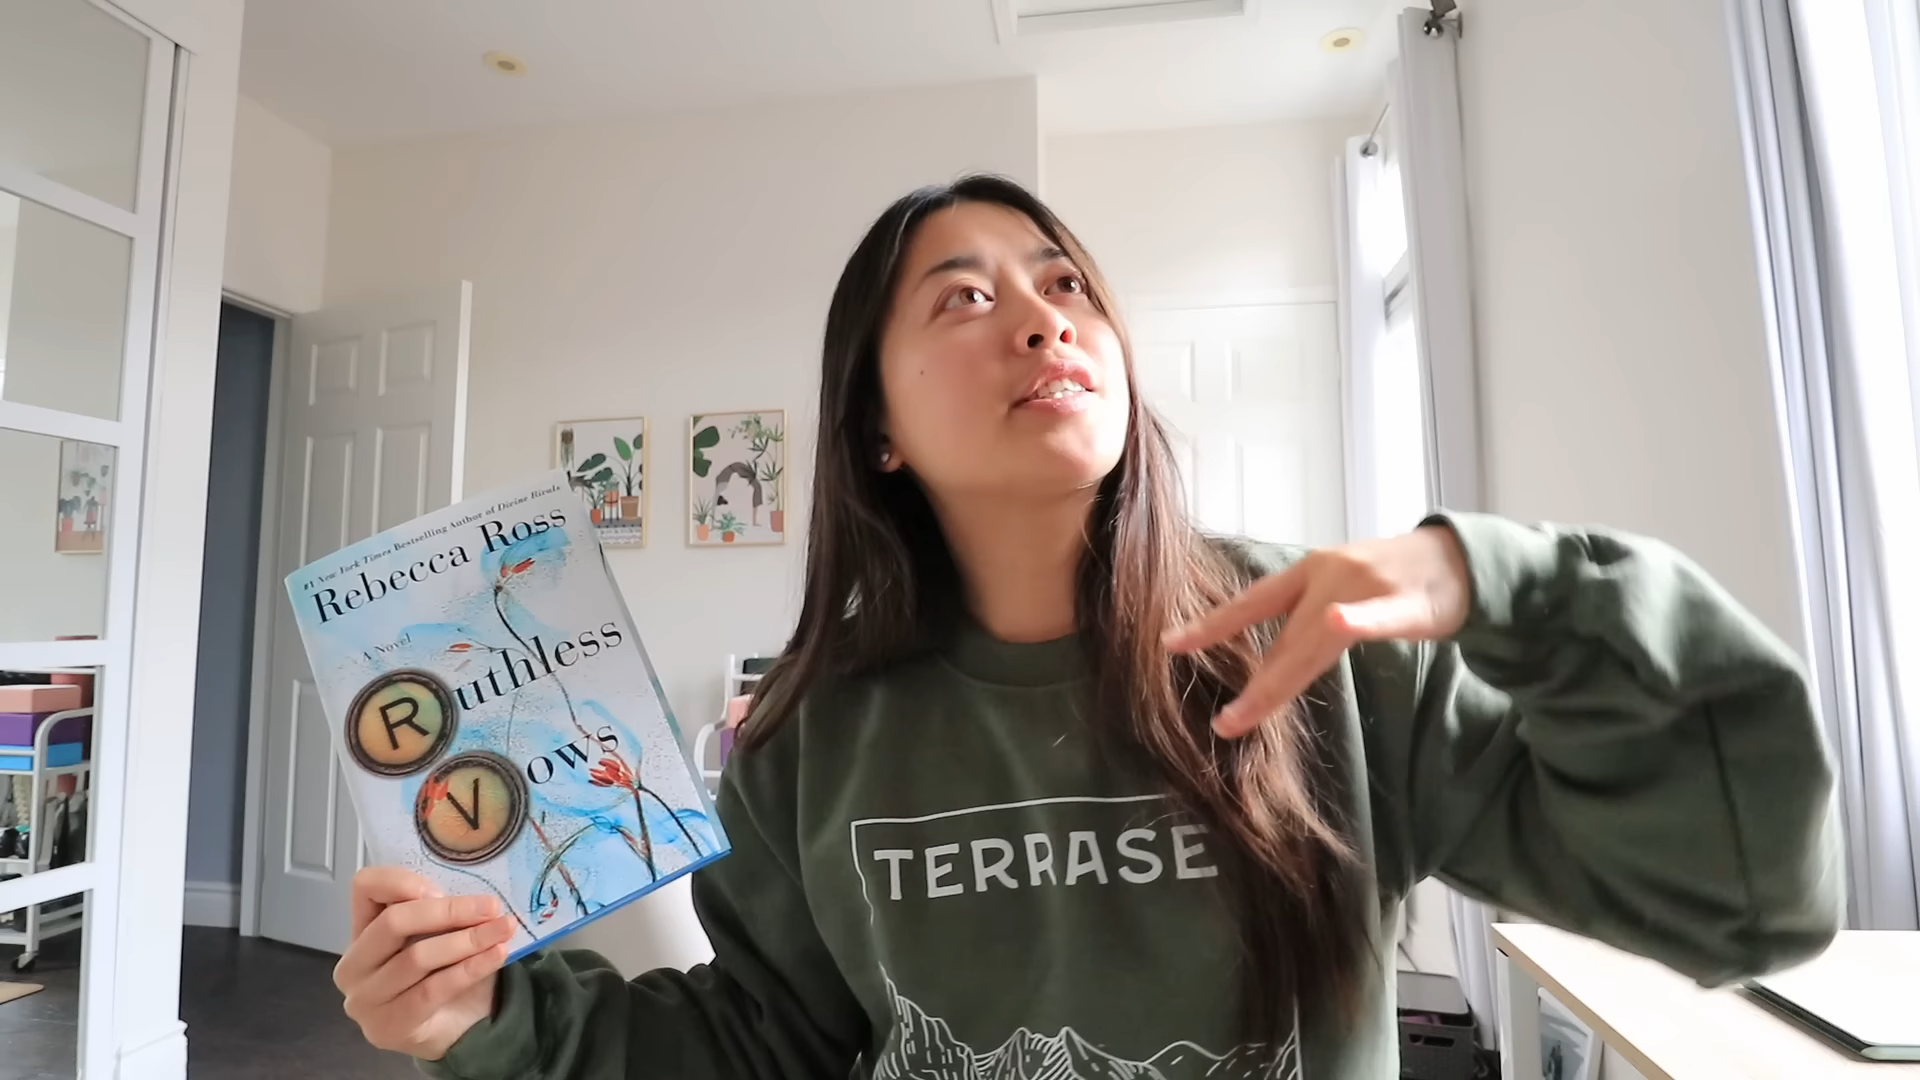 #1 New York Times Bestselling Author of Divine Rivals
Rebecca Ross
A Novel
Ruthless
Vows
TERRASE